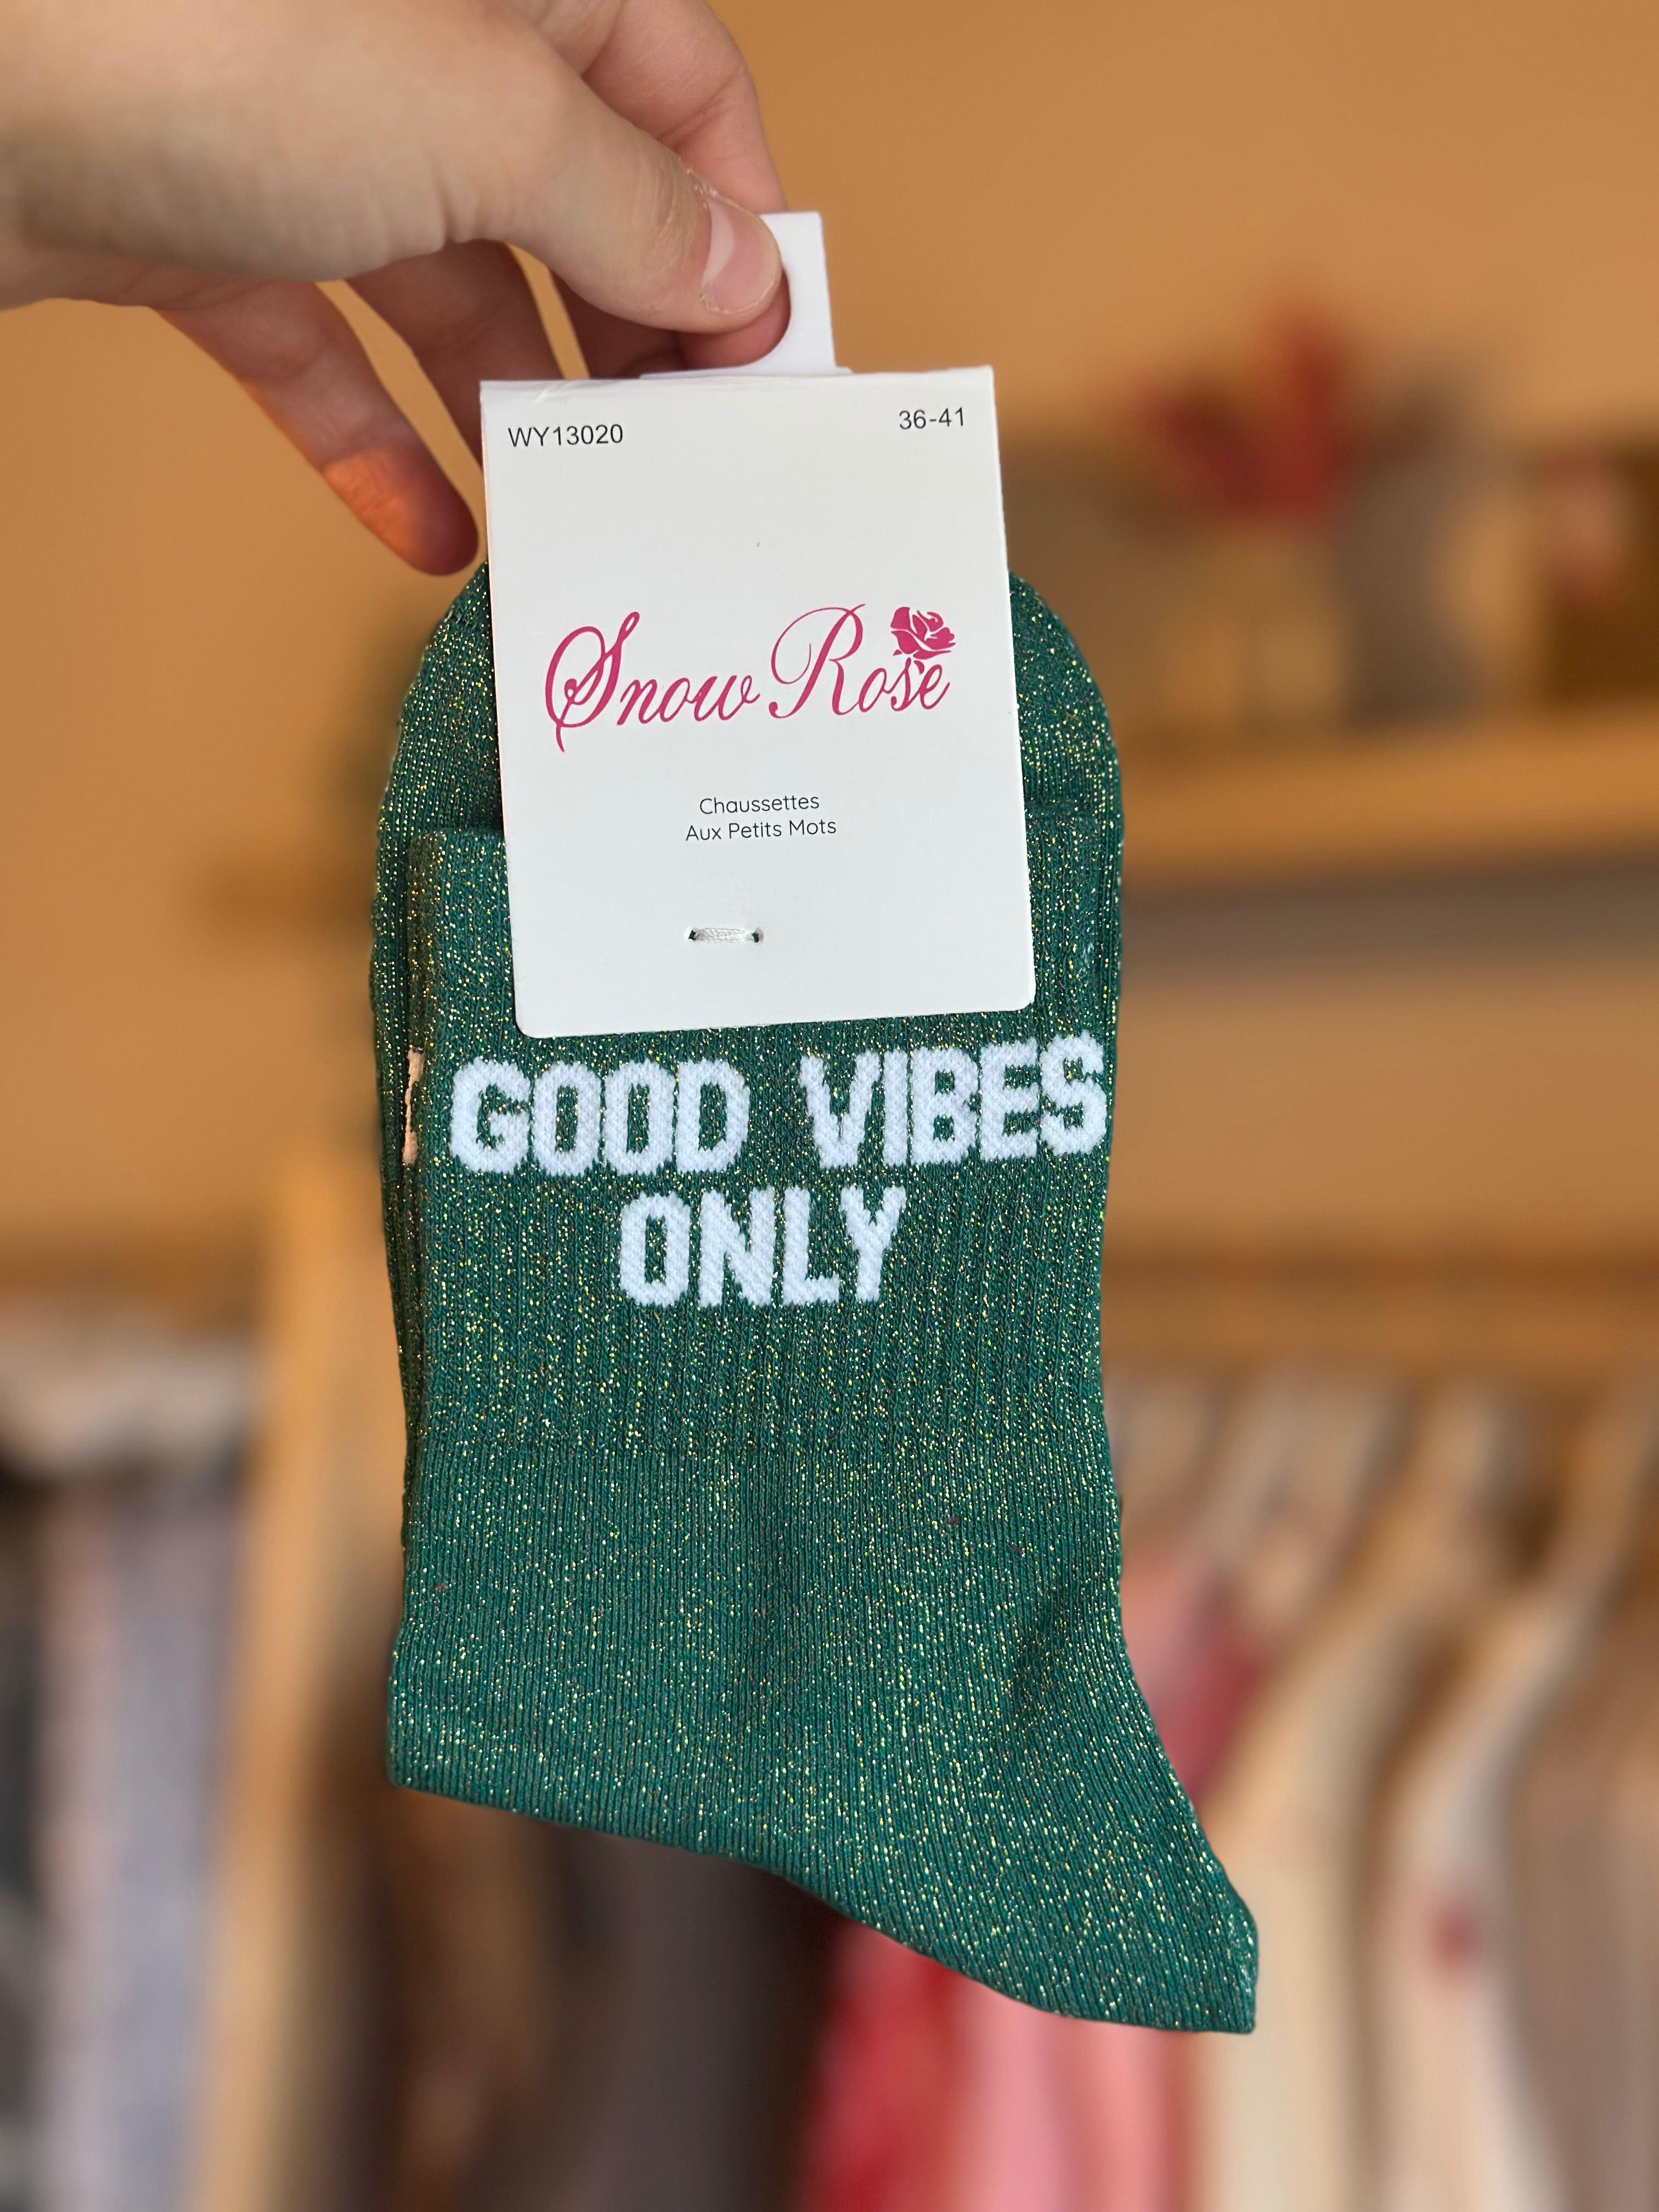 WY13020
36-41
Snow Rose
Chaussettes
Aux Petits Mots
GOOD VIBES
ONLY